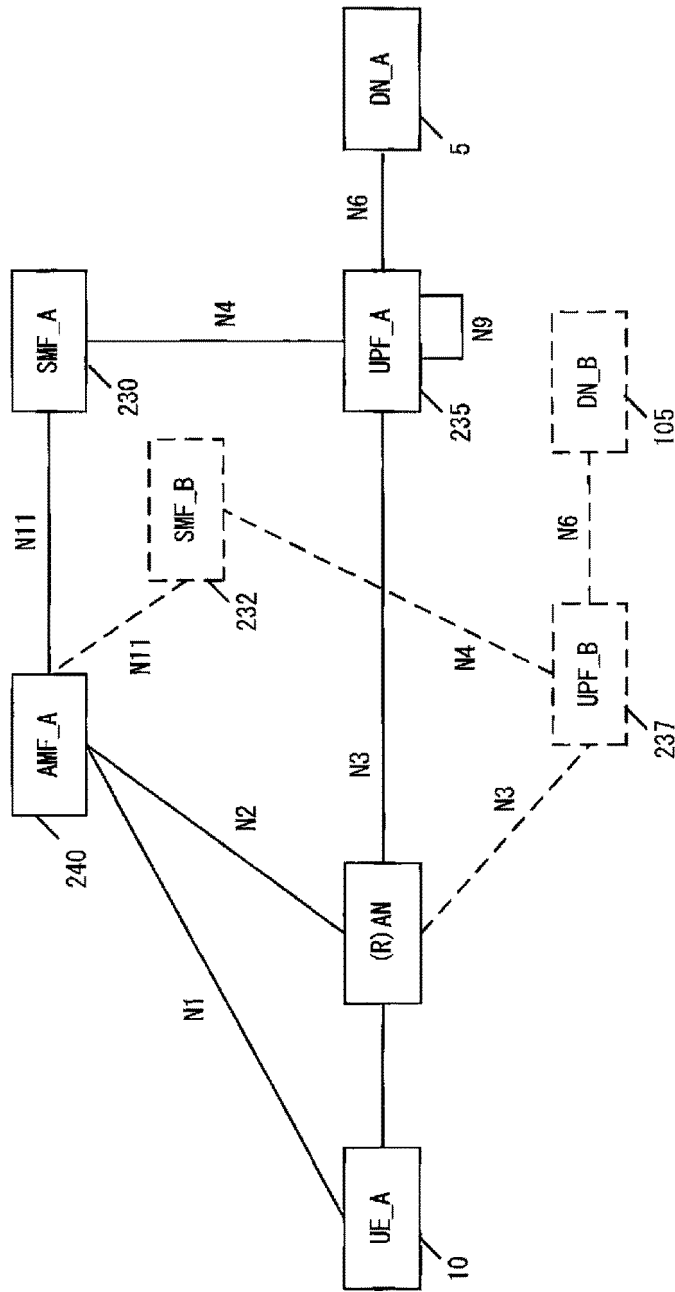 AMF_A
240
N11
SMF_A
230
N11
SMF_B
232
N1
N2
N4
N4
UE_A
10
(R)AN
N3
UPF_A
235
N9
N6
DN_A
5
N3
UPF_B
237
N6
DN_B
105